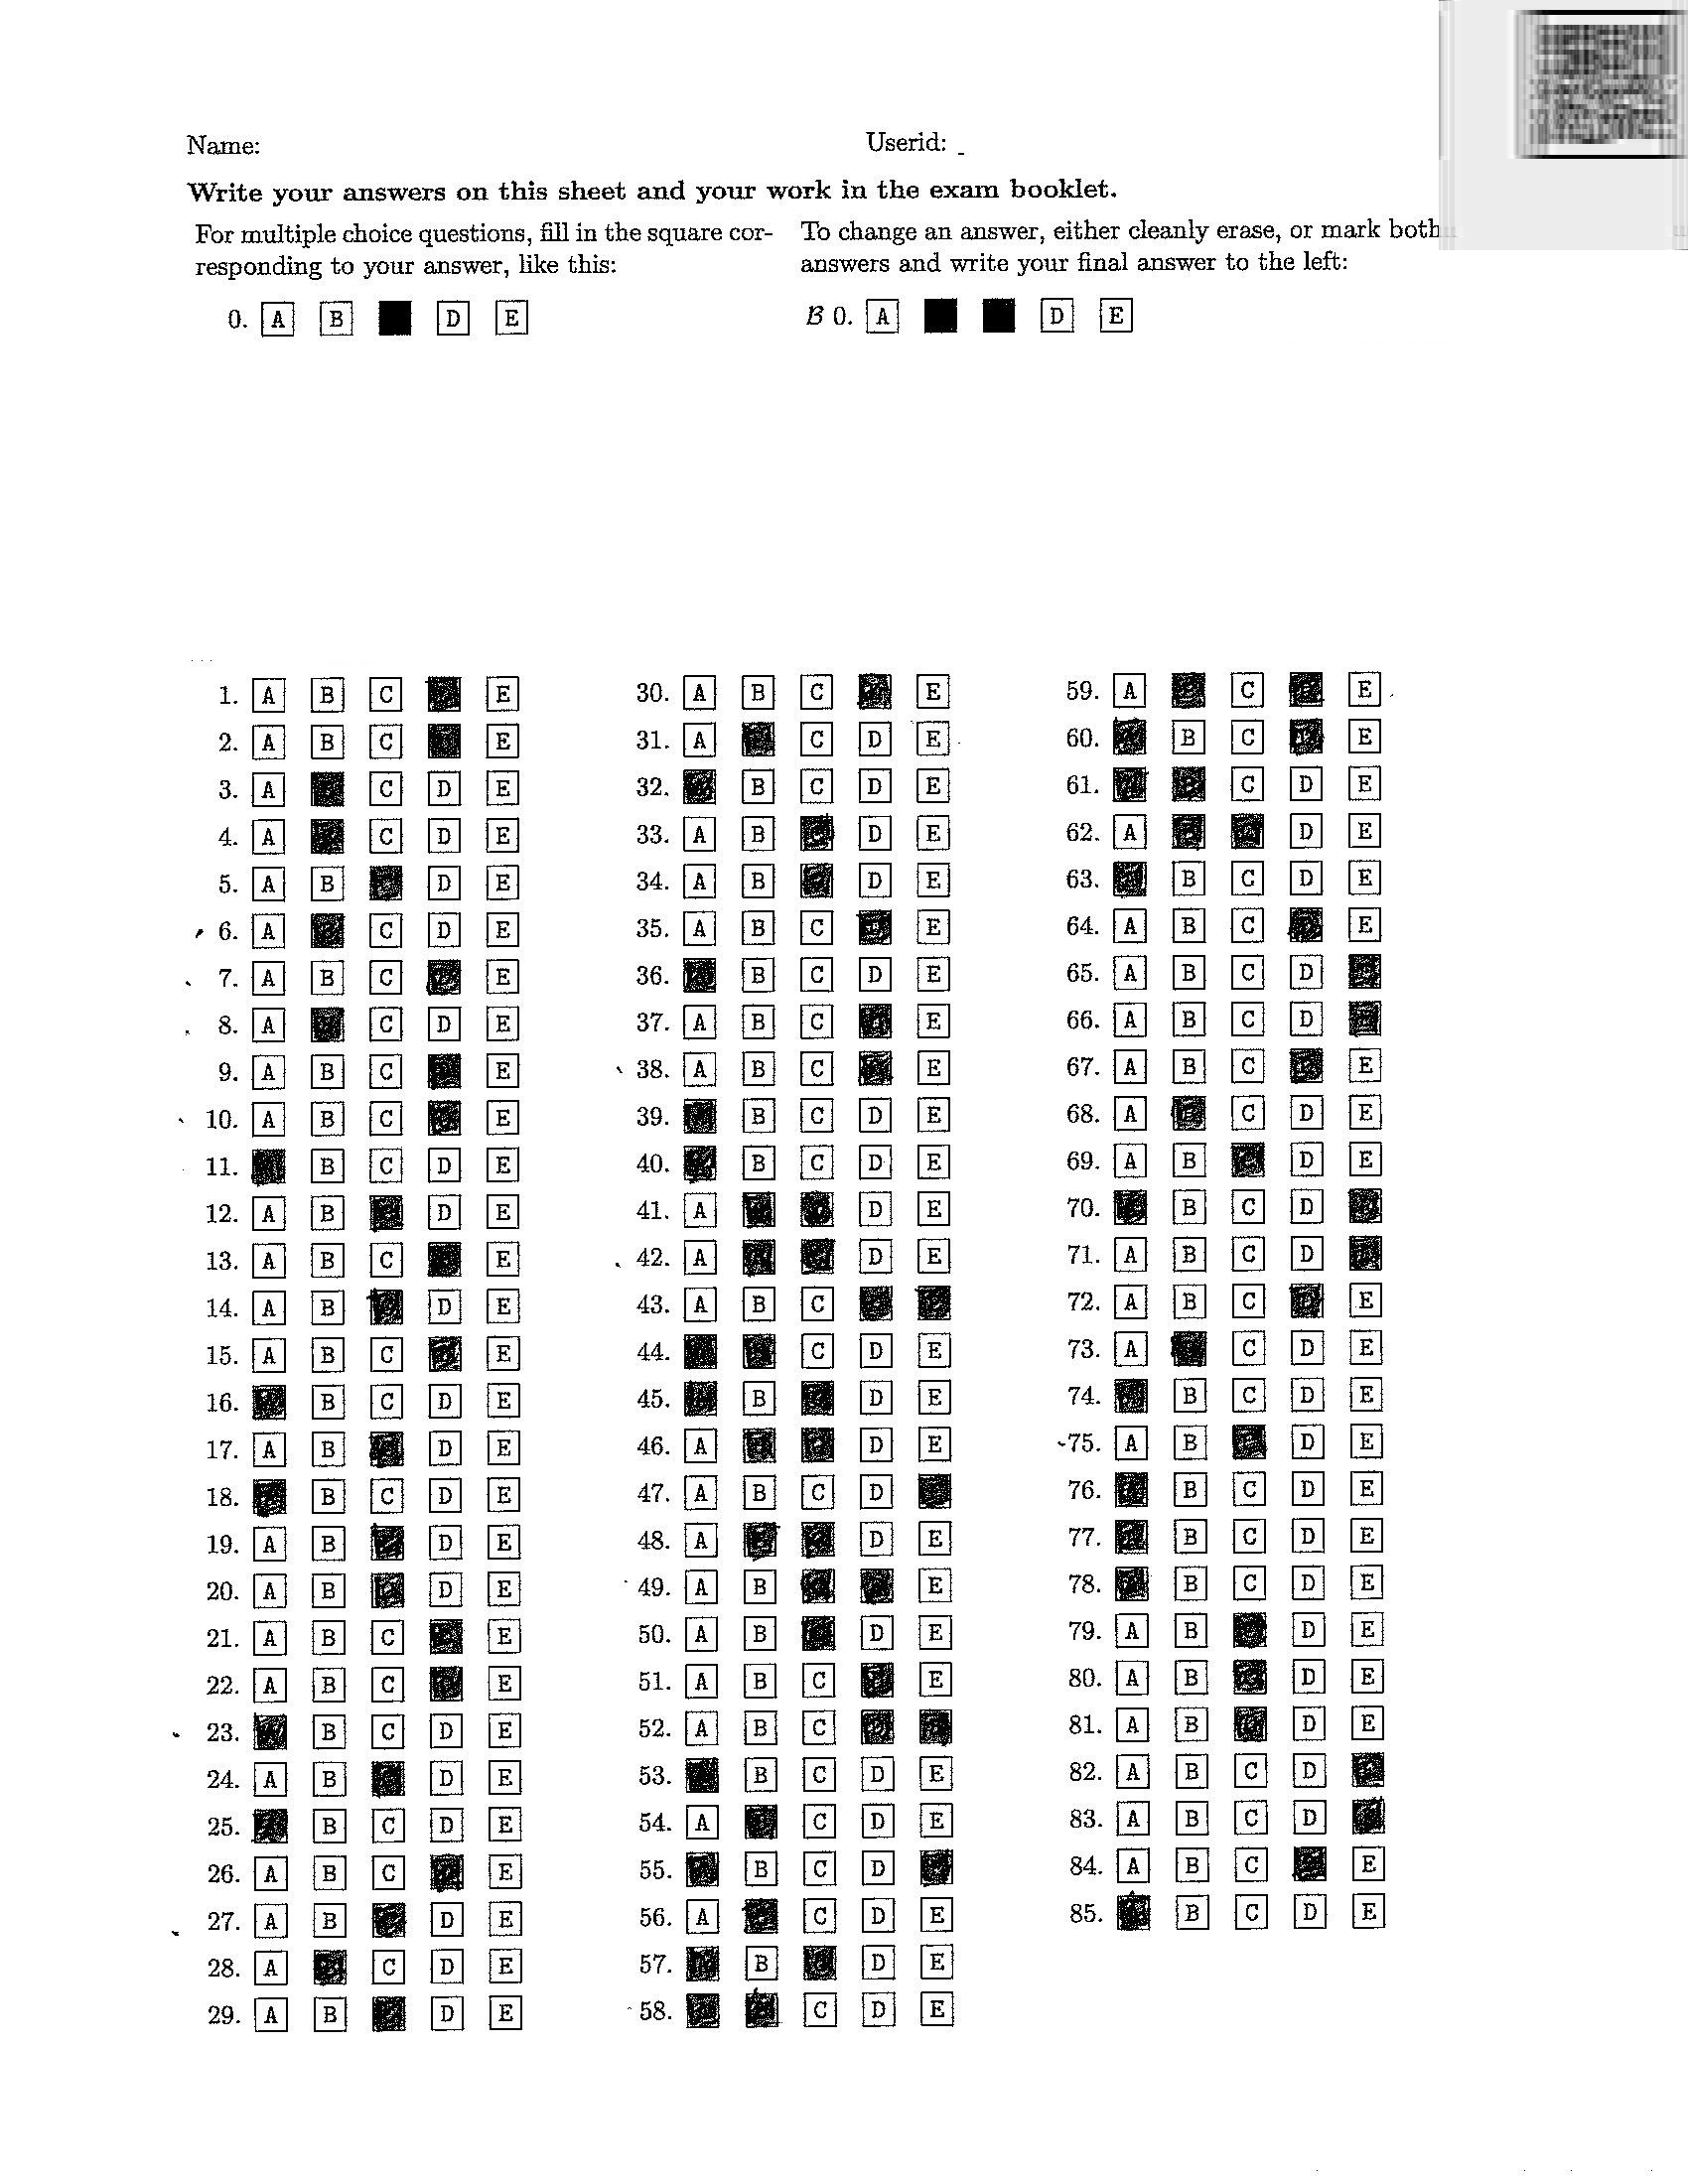 Name:
Userid:
Write your answers on this sheet and your work in the exam booklet.
For multiple choice questions, fill in the square cor-
responding to your answer, like this:
To change an answer, either cleanly erase, or mark both
answers and write your final answer to the left:
0. A B D E
B 0. A D E
1. A B C E
2. A B C E
3. A C D E
4. A C D E
5. A B D E
6. A C D E
7. A B C E
8. A C D E
9. A B C E
10. A B C E
11. B C D E
12. A B D E
13. A B C E
14. A B D E
15. A B C E
16. B C D E
17. A B D E
18. B C D E
19. A B D E
20. A B D E
21. A B C E
22. A B C E
23. B C D E
24. A B D E
25. B C D E
26. A B C E
27. A B D E
28. A C D E
29. A B D E
30. A B C E
31. A C D E
32. B C D E
33. A B D E
34. A B D E
35. A B C E
36. B C D E
37. A B C E
38. A B C E
39. B C D E
40. B C D E
41. A D E
42. A D E
43. A B C
44. C D E
45. B D E
46. A D E
47. A B C D
48. A D E
49. A B E
50. A B D E
51. A B C E
52. A B C
53. B C D E
54. A C D E
55. B C D
56. A C D E
57. B D E
58. C D E
59. A C E
60. B C E
61. C D E
62. A D E
63. B C D E
64. A B C E
65. A B C D
66. A B C D
67. A B C E
68. A C D E
69. A B D E
70. B C D
71. A B C D
72. A B C E
73. A C D E
74. B C D E
75. A B D E
76. B C D E
77. B C D E
78. B C D E
79. A B D E
80. A B D E
81. A B D E
82. A B C D
83. A B C D
84. A B C E
85. B C D E